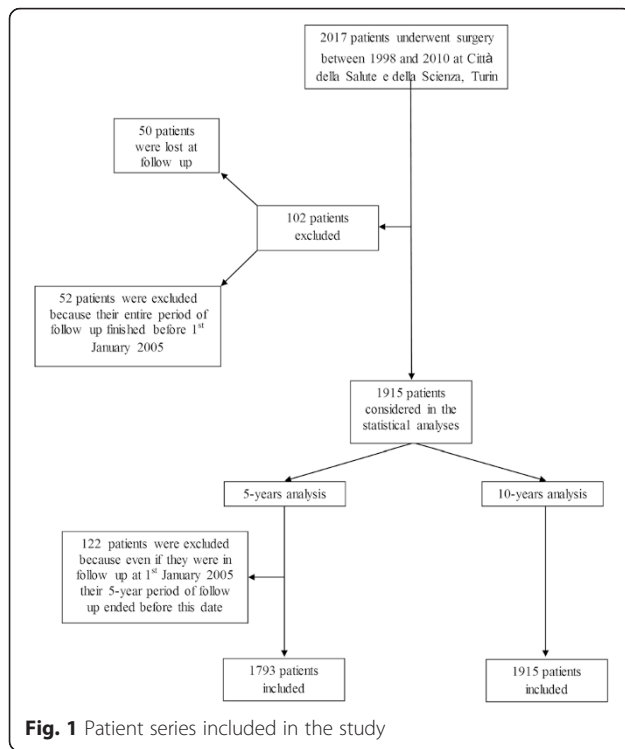 2017 patients underwent surgery
between 1998 and 2010 at Città
della Salute e della Scienza, Turin
50 patients
were lost at
follow up
102 patients
excluded
52 patients were excluded
because their entire period of
follow up finished before 1st
January 2005
1915 patients
considered in the
statistical analyses
5-years analysis
10-years analysis
122 patients were excluded
because even if they were in
follow up at 1st January 2005
their 5-year period of follow
up ended before this date
1793 patients
included
1915 patients
included
Fig. 1 Patient series included in the study